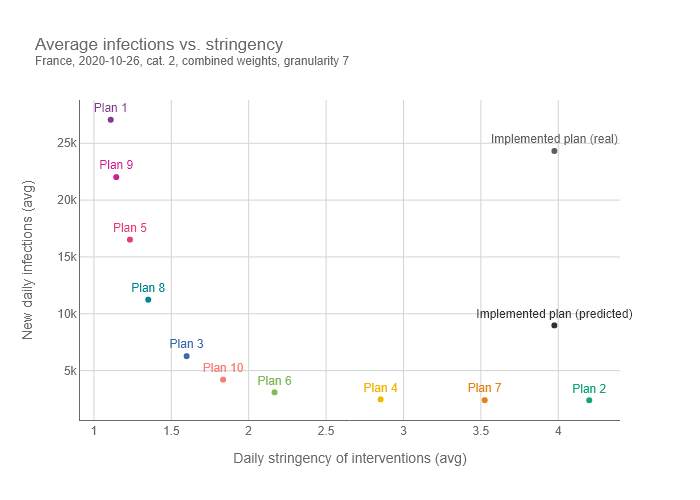 Average infections vs. stringency
France, 2020-10-26, cat. 2, combined weights, granularity 7
Plan 1
Implemented plan (real)
25k
Plan 9
20k
Plan 5
15k
Plan 8
10k
Implemented plan (predicted)
Plan 3
Plan 10
5k
Plan 6
Plan 4
Plan 7
Plan 2
New daily infections (avg)
1
1.5
2
2.5
3
3.5
4
Daily stringency of interventions (avg)